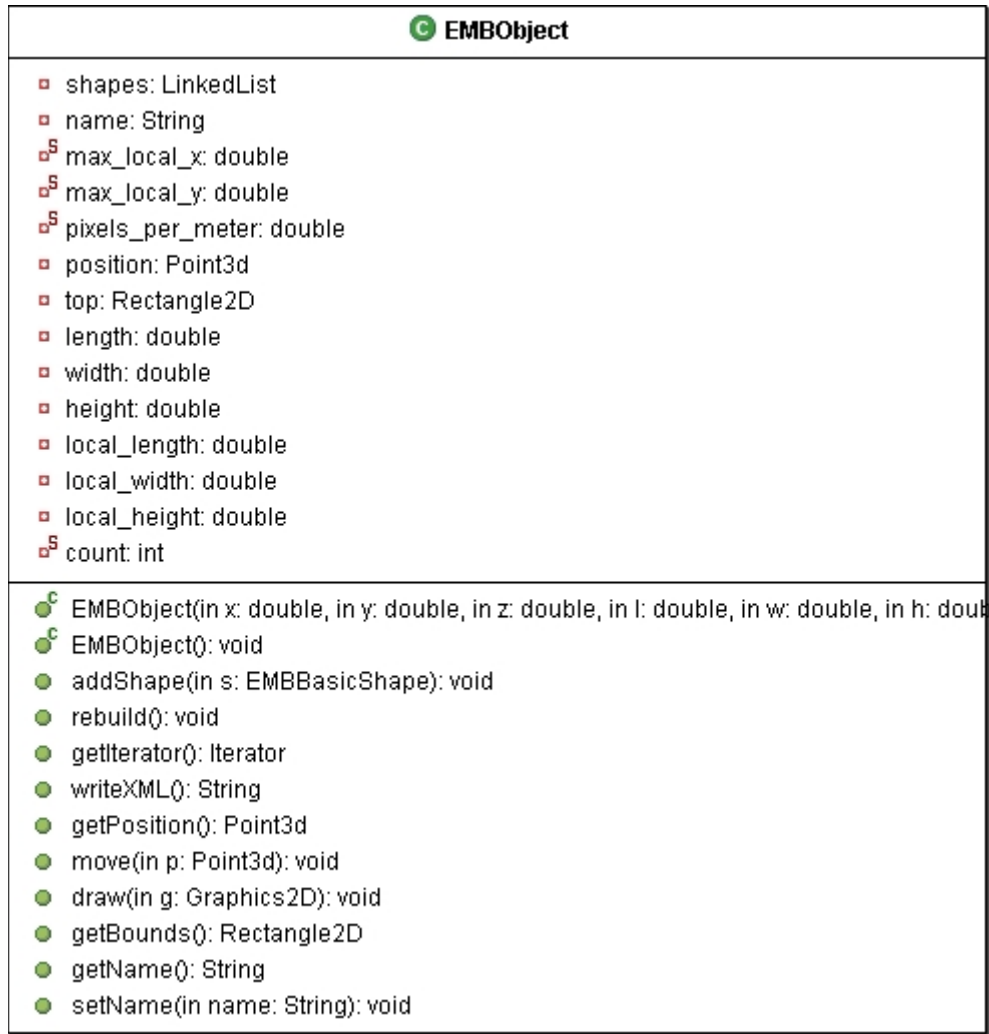 C EMBObject
shapes: LinkedList
name: String
S max_local_x: double
S max_local_y: double
S pixels_per_meter: double
position: Point3d
top: Rectangle2D
length: double
width: double
height: double
local_length: double
local_width: double
local_height: double
S count: int
C EMBObject(in x: double, in y: double, in z: double, in l: double, in w: double, in h: doub
C EMBObject(): void
addShape(in s: EMBBasicShape): void
rebuild(): void
getIterator(): Iterator
writeXML(): String
getPosition(): Point3d
move(in p: Point3d): void
draw(in g: Graphics2D): void
getBounds(): Rectangle2D
getName(): String
setName(in name: String): void